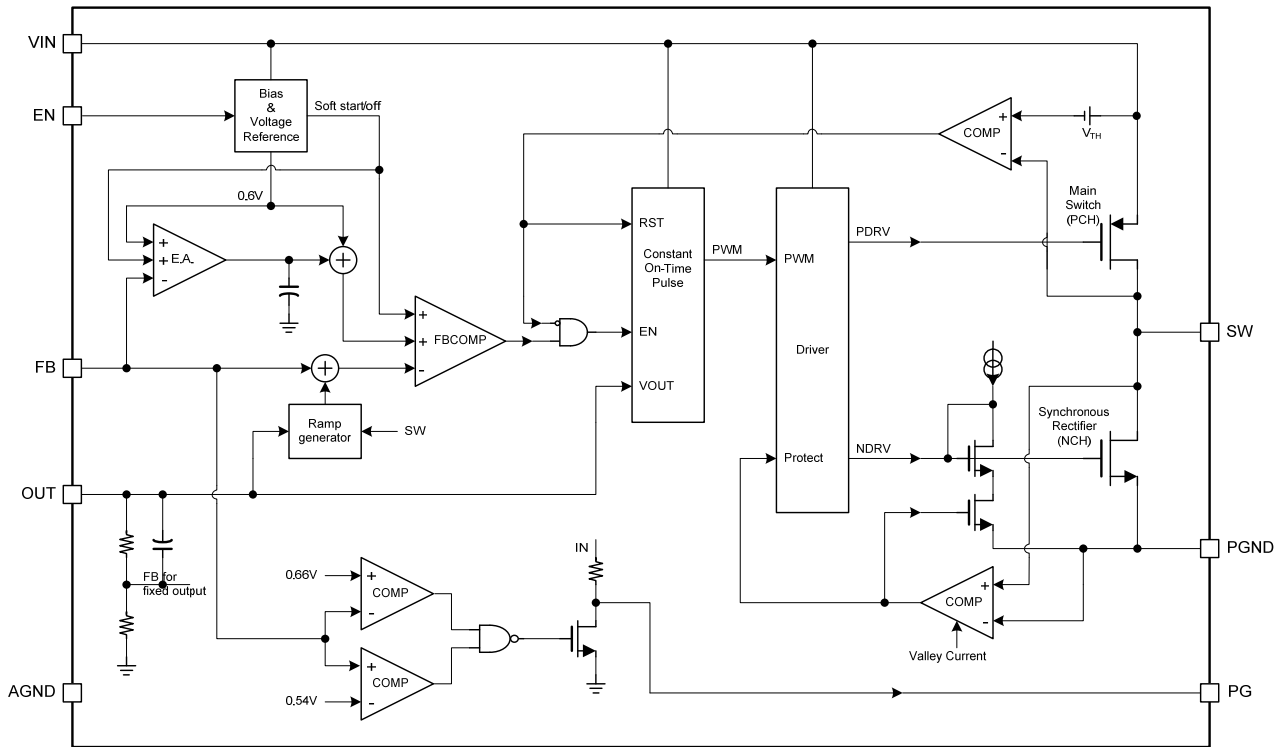 VIN
EN
Bias
&
Voltage
Reference
Soft start/off
0.6V
+
+
-
E.A.
+
+
+
-
FBCOMP
FB
+
Ramp
generator
SW
OUT
FB for
fixed output
AGND
0.66V
+
-
COMP
0.54V
+
-
COMP
IN
RST
Constant
On-Time
Pulse
EN
VOUT
PWM
PWM
Driver
Protect
PDRV
NDRV
COMP
+
-
VTH
Main
Switch
(PCH)
SW
Synchronous
Rectifier
(NCH)
PGND
COMP
+
-
Valley Current
PG